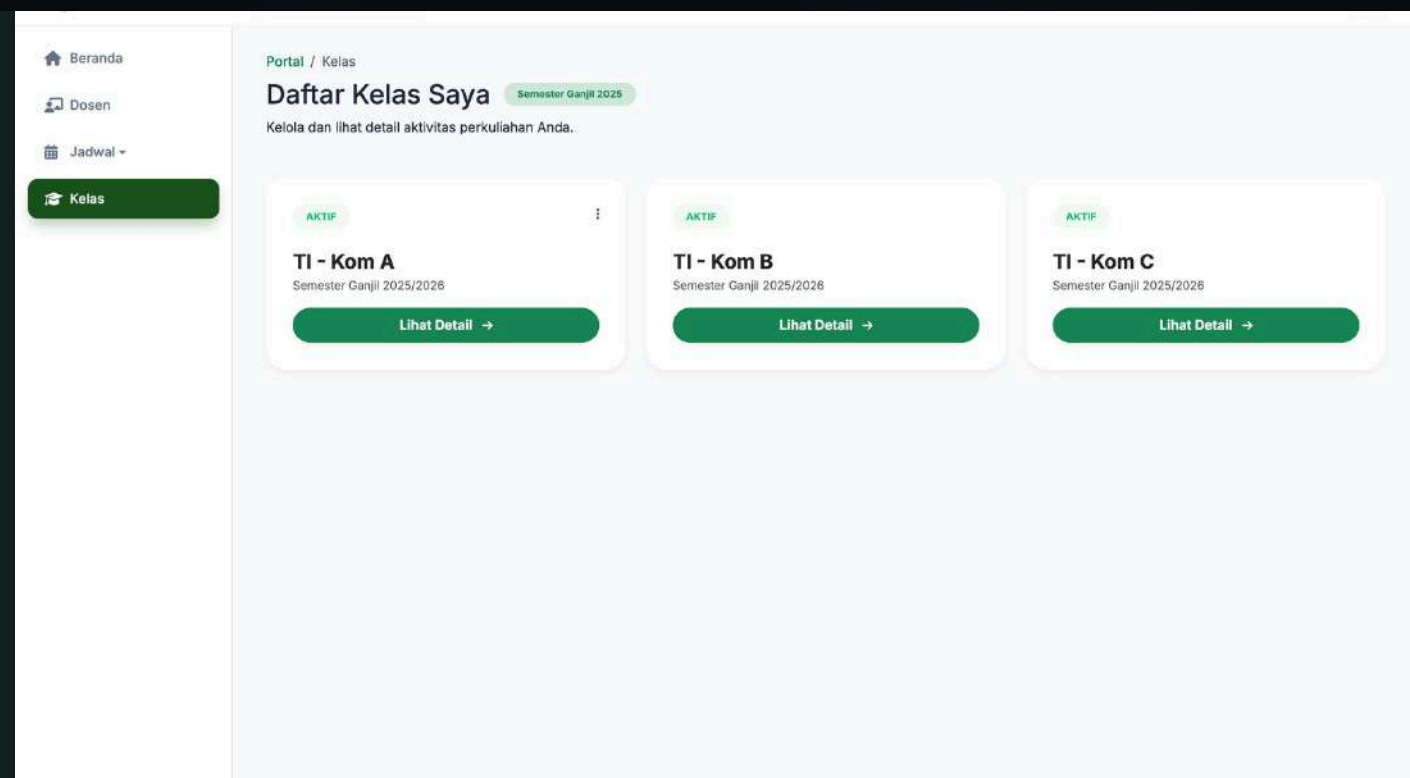 Beranda
Dosen
Jadwal
Kelas
Portal / Kelas
Daftar Kelas Saya Semester Ganjil 2025
Kelola dan lihat detail aktivitas perkuliahan Anda.
AKTIF
TI - Kom A
Semester Ganjil 2025/2026
Lihat Detail →
AKTIF
TI - Kom B
Semester Ganjil 2025/2026
Lihat Detail →
AKTIF
TI - Kom C
Semester Ganjil 2025/2026
Lihat Detail →